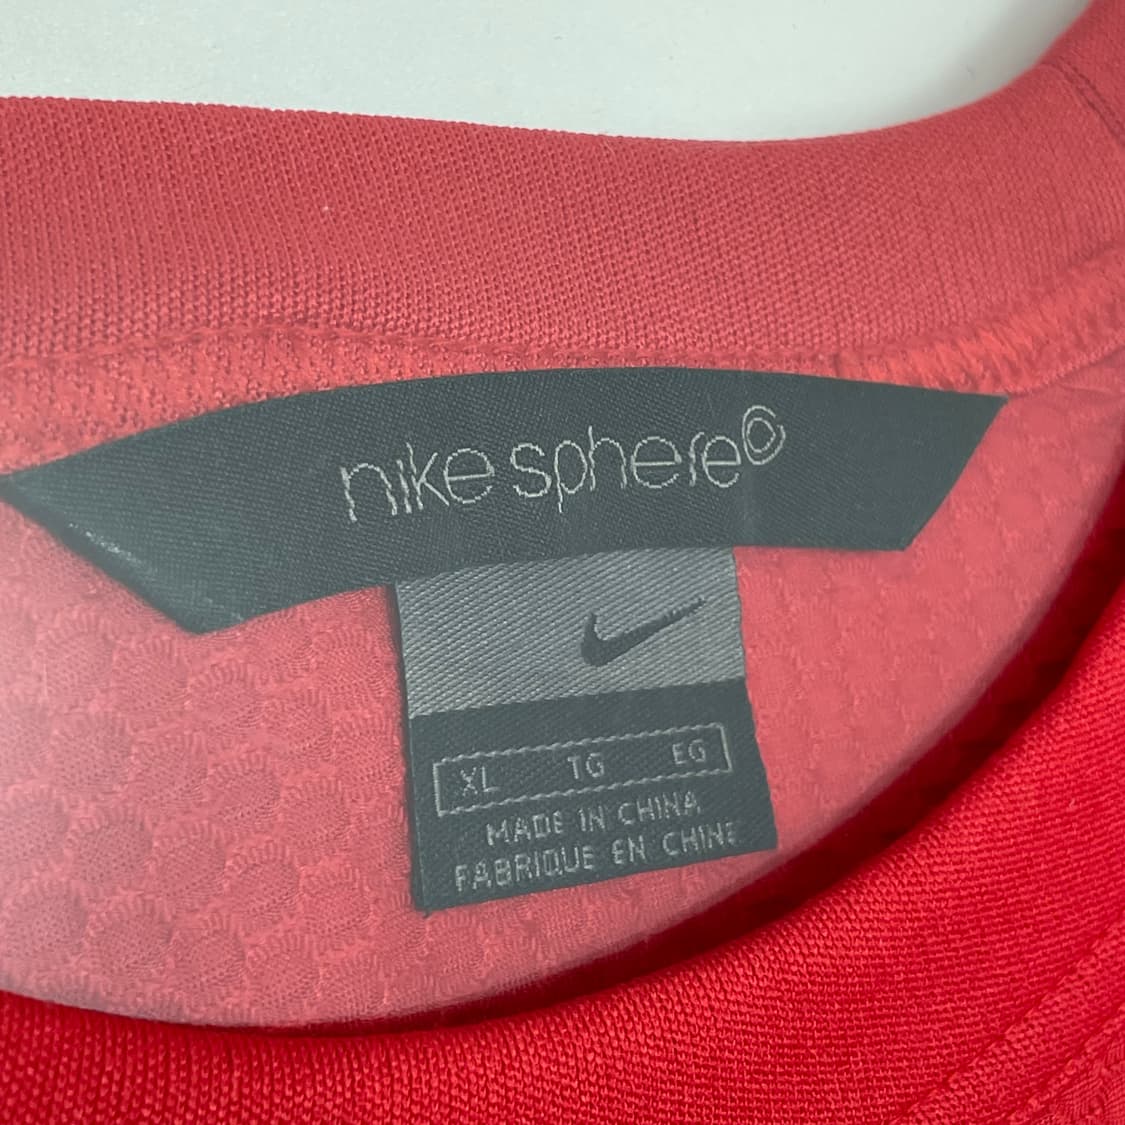 nike sphere
XL TG EG
MADE IN CHINA
FABRIQUE EN CHINE